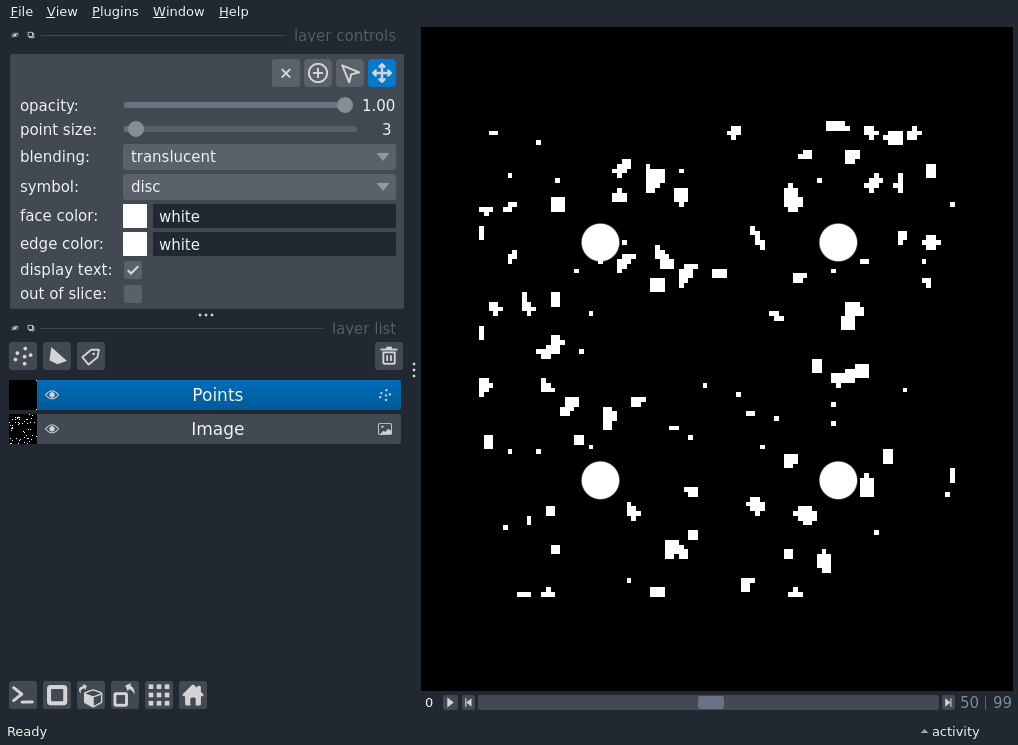 File View Plugins Window Help
layer controls
opacity: 1.00
point size: 3
blending: translucent
symbol: disc
face color: white
edge color: white
display text:
out of slice:
layer list
Points
Image
0 50 | 99
Ready activity